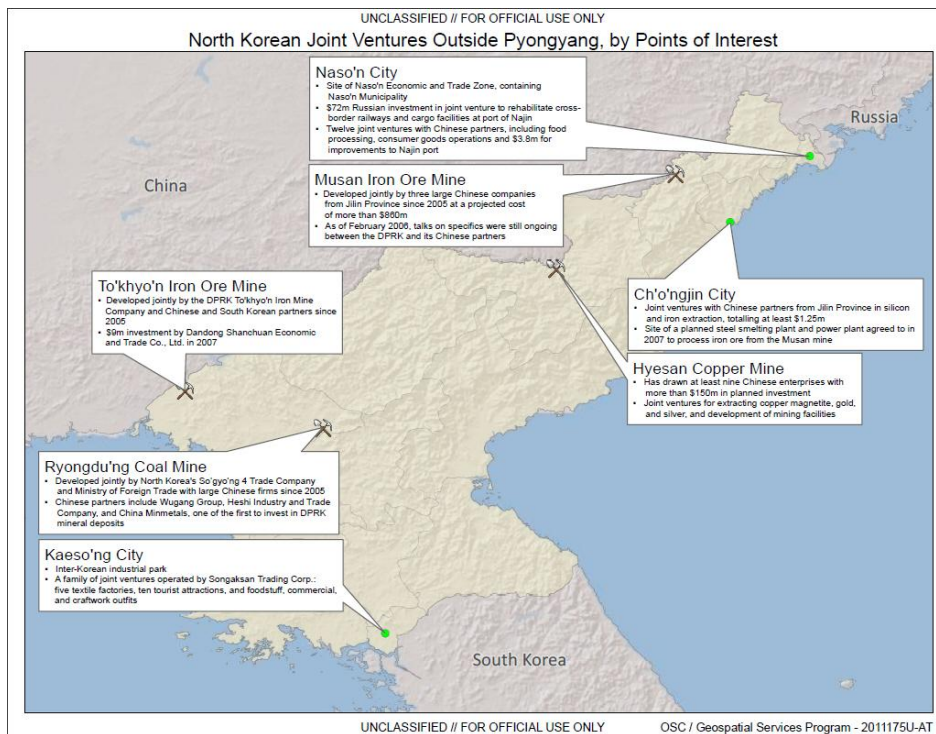 UNCLASSIFIED // FOR OFFICIAL USE ONLY
North Korean Joint Ventures Outside Pyongyang, by Points of Interest
Naso'n City
• Site of Naso'n Economic and Trade Zone, containing
Naso'n Municipality
• $72m Russian investment in joint venture to rehabilitate cross-
border railways and cargo facilities at port of Najin
• Twelve joint ventures with Chinese partners, including food
processing, consumer goods operations and $3.8m for
improvements to Najin port
Russia
China
Musan Iron Ore Mine
• Developed jointly by three large Chinese companies
from Jilin Province since 2005 at a projected cost
of more than $860m
• As of February 2006, talks on specifics were still ongoing
between the DPRK and its Chinese partners
To'khyo'n Iron Ore Mine
• Developed jointly by the DPRK To'khyo'n Iron Mine
Company and Chinese and South Korean partners since
2005
• $9m investment by Dandong Shanchuan Economic
and Trade Co., Ltd. in 2007
Ch'o'ngjin City
• Joint ventures with Chinese partners from Jilin Province in silicon
and iron extraction, totalling at least $1.25m
• Site of a planned steel smelting plant and power plant agreed to in
2007 to process iron ore from the Musan mine
Hyesan Copper Mine
• Has drawn at least nine Chinese enterprises with
more than $150m in planned investment
• Joint ventures for extracting copper magnetite, gold,
and silver, and development of mining facilities
Ryongdu'ng Coal Mine
• Developed jointly by North Korea's So'gyo'ng 4 Trade Company
and Ministry of Foreign Trade with large Chinese firms since 2005
• Chinese partners include Wugang Group, Heshi Industry and Trade
Company, and China Minmetals, one of the first to invest in DPRK
mineral deposits
Kaeso'ng City
• Inter-Korean industrial park
• A family of joint ventures operated by Songaksan Trading Corp.:
five textile factories, ten tourist attractions, and foodstuff, commercial,
and craftwork outfits
South Korea
UNCLASSIFIED // FOR OFFICIAL USE ONLY
OSC / Geospatial Services Program - 2011175U-AT